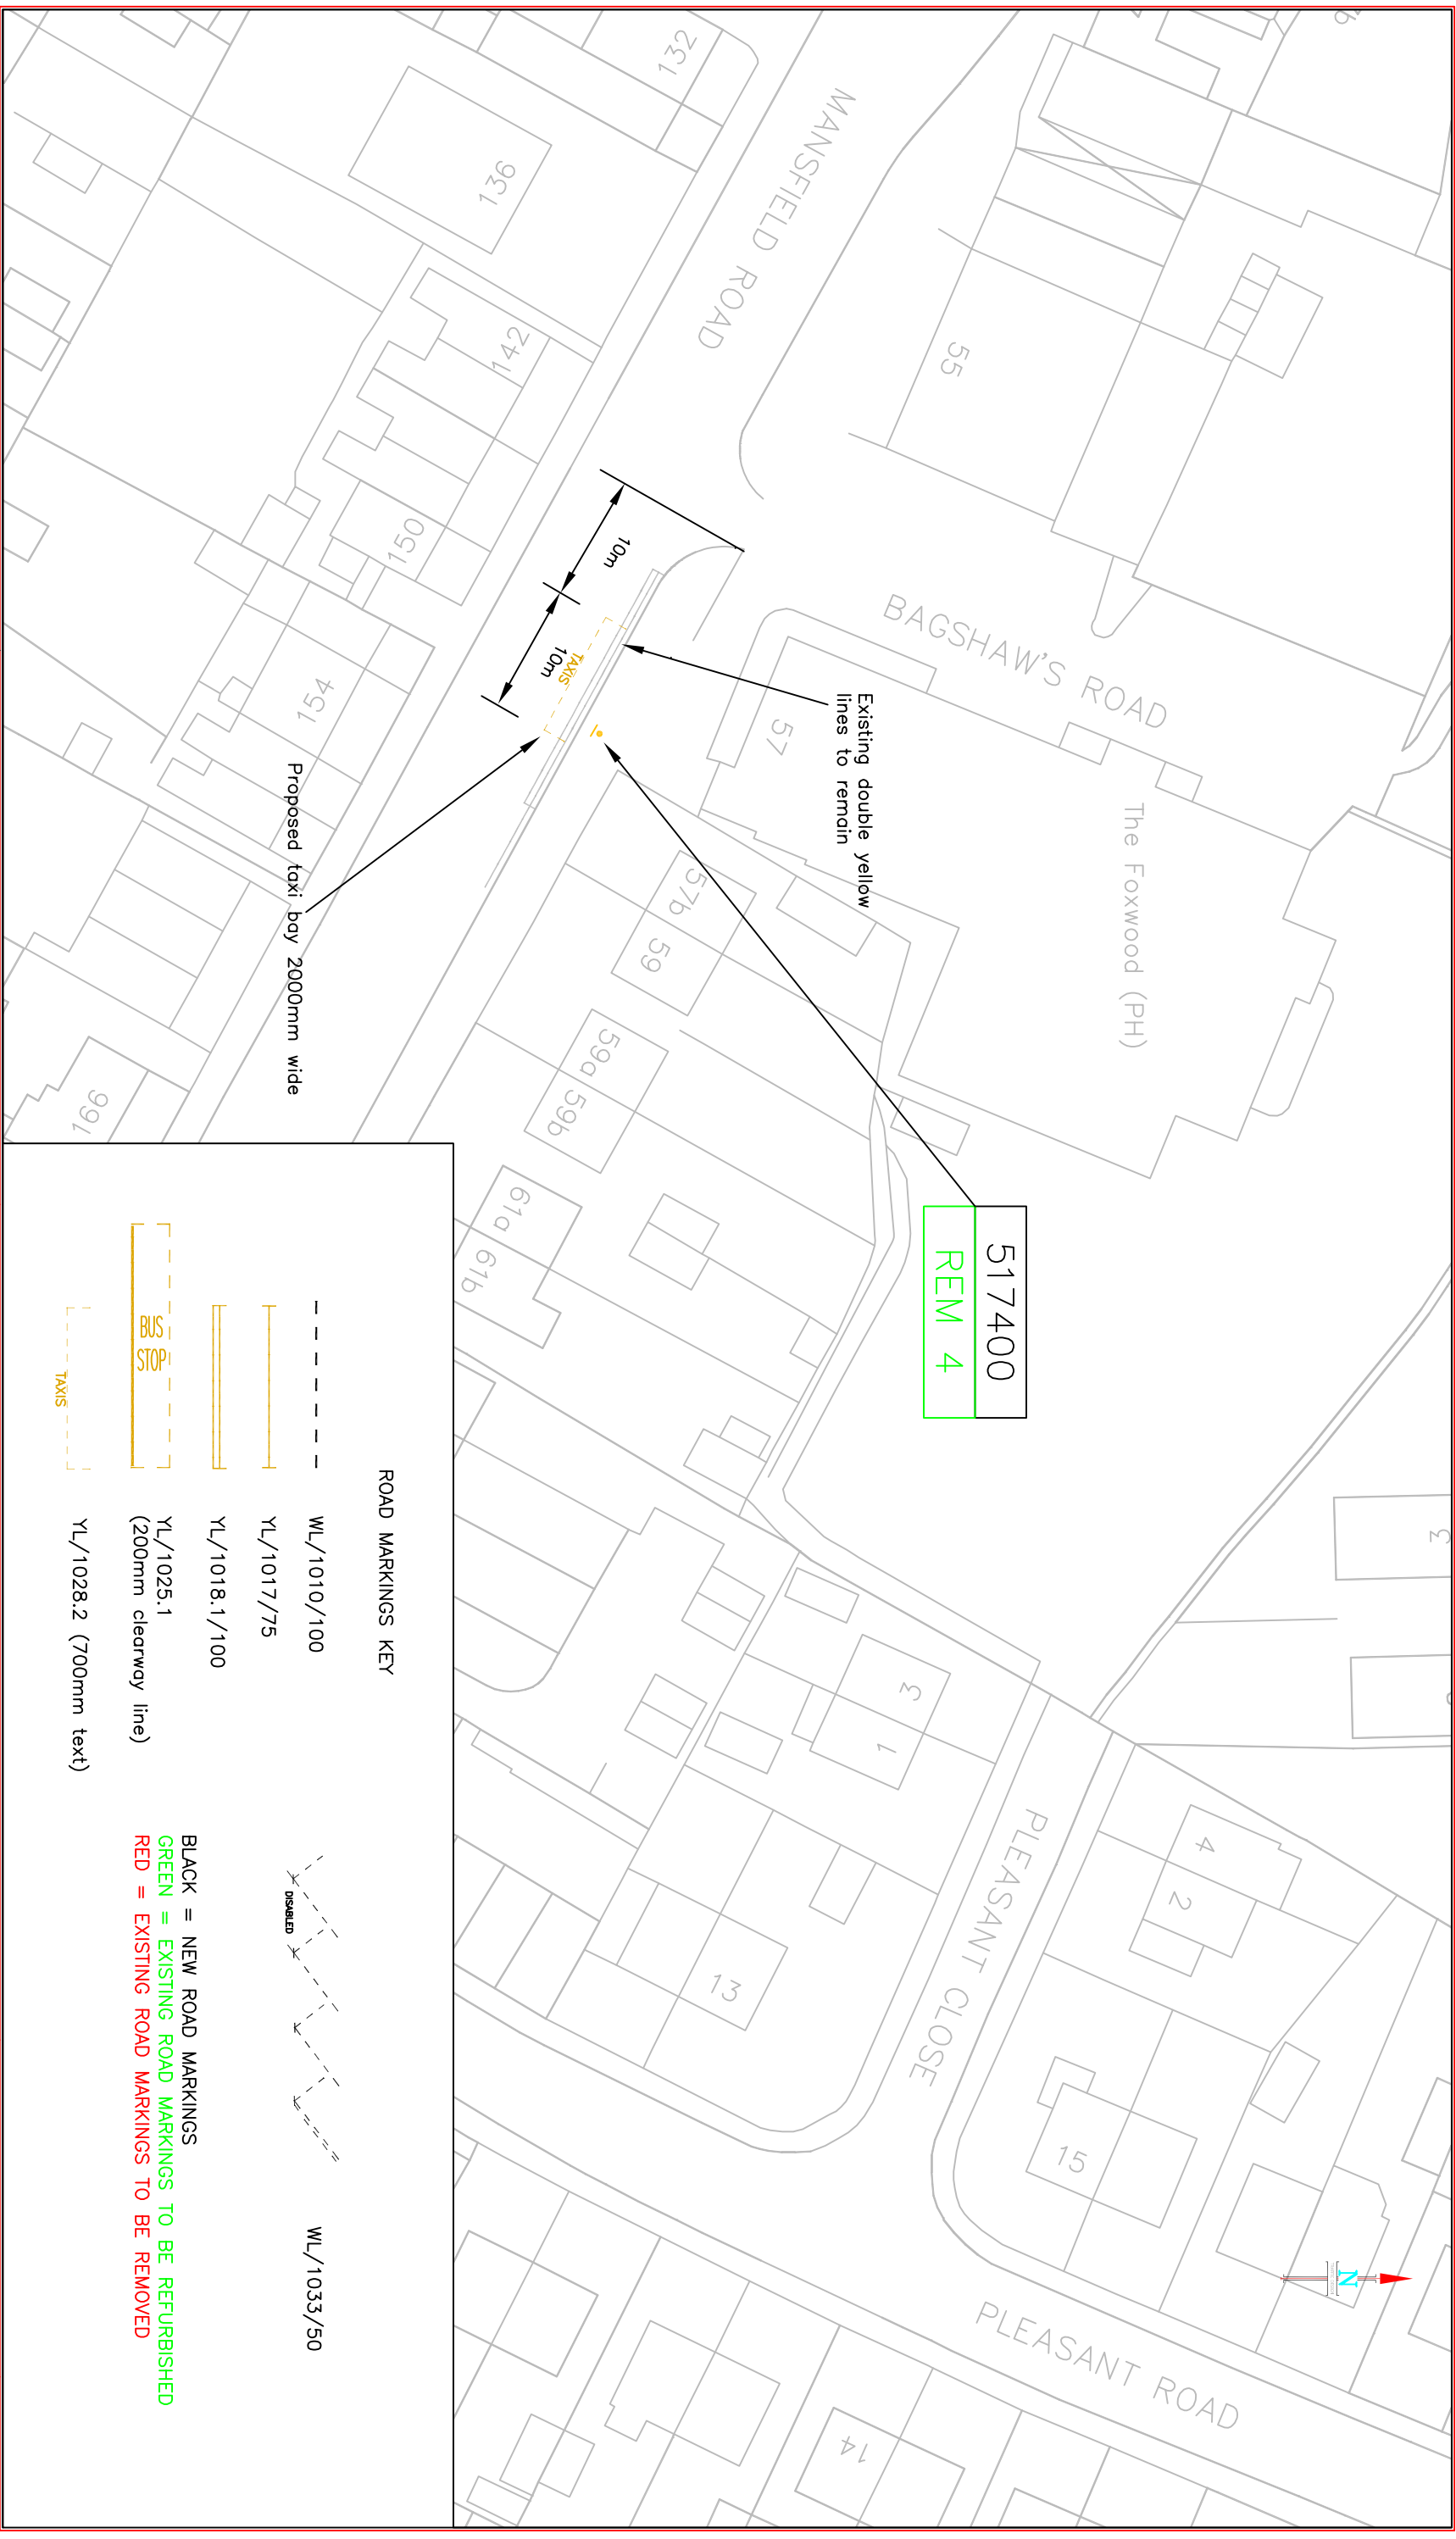 132
136
142
150
154
166
MANSFIELD ROAD
55
BAGSHAW'S ROAD
57
The Foxwood (PH)
10m
10m
TAXIS
Existing double yellow
lines to remain
Proposed taxi bay 2000mm wide
57b
59
59a
59b
61a
61b
517400
REM 4
3
3
1
4
2
13
15
14
PLEASANT CLOSE
PLEASANT ROAD
N
ROAD MARKINGS KEY
WL/1010/100
YL/1017/75
YL/1018.1/100
BUS
STOP
YL/1025.1
(200mm clearway line)
TAXIS
YL/1028.2 (700mm text)
DISABLED
WL/1033/50
BLACK = NEW ROAD MARKINGS
GREEN = EXISTING ROAD MARKINGS TO BE REFURBISHED
RED = EXISTING ROAD MARKINGS TO BE REMOVED